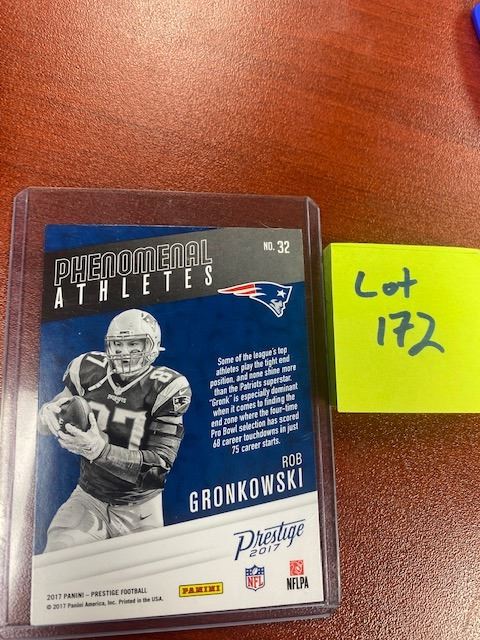 PHENOMENAL
ATHLETES
NO. 32
Some of the league's top
athletes play the tight end
position, and none shine more
than the Patriots superstar.
"Gronk" is especially dominant
when it comes to finding the
end zone where the four-time
Pro Bowl selection has scored
68 career touchdowns in just
75 career starts.
87
PATRIOTS
ROB
GRONKOWSKI
Prestige
2017
2017 PANINI – PRESTIGE FOOTBALL
© 2017 Panini America, Inc. Printed in the USA.
PANINI
NFL
NFLPA
Lot
172